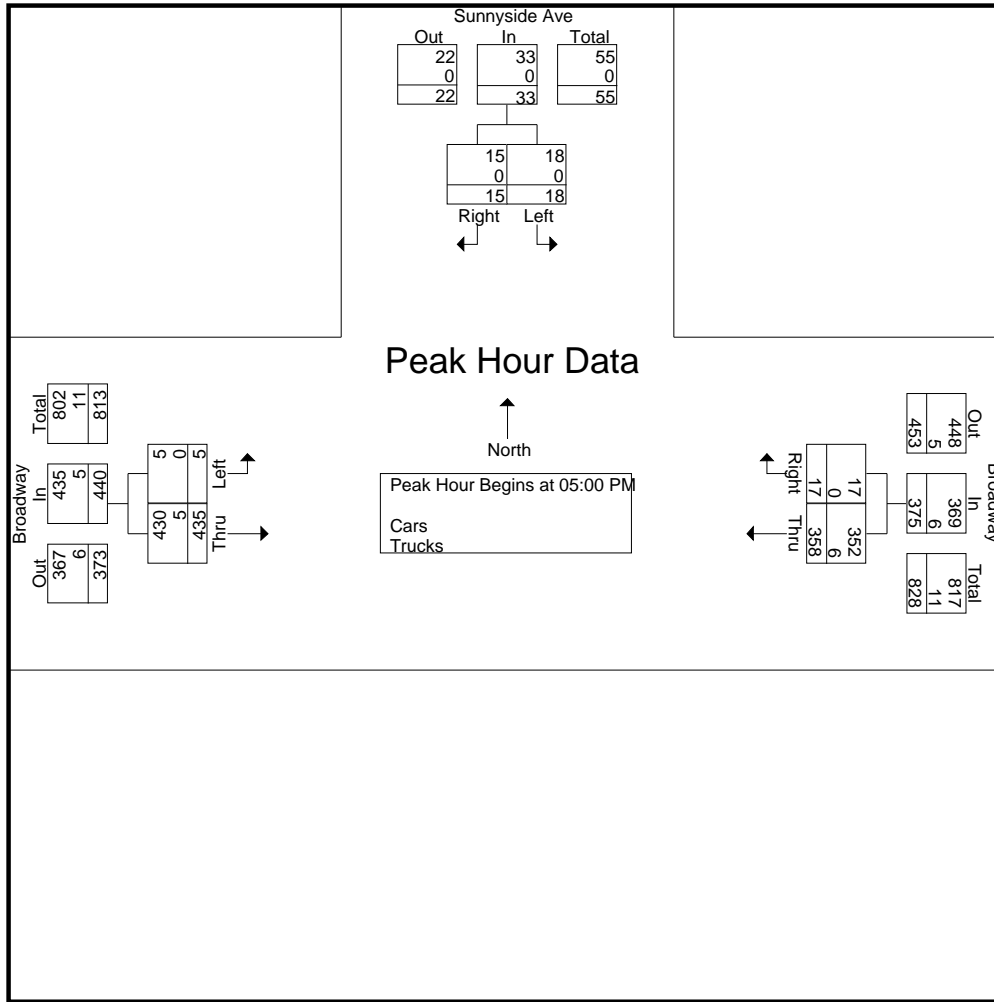 Sunnyside Ave
Out In Total
22 33 55
0 0 0
22 33 55
15 18
0 0
15 18
Right Left
Peak Hour Data
North
Peak Hour Begins at 05:00 PM
Cars
Trucks
Broadway
Out In Total
367 435 802
6 5 11
373 440 813
Thru Left
430 5
5 0
435 5
Broadway
Out In Total
448 369 817
5 6 11
453 375 828
Right Thru
17 352
0 6
17 358